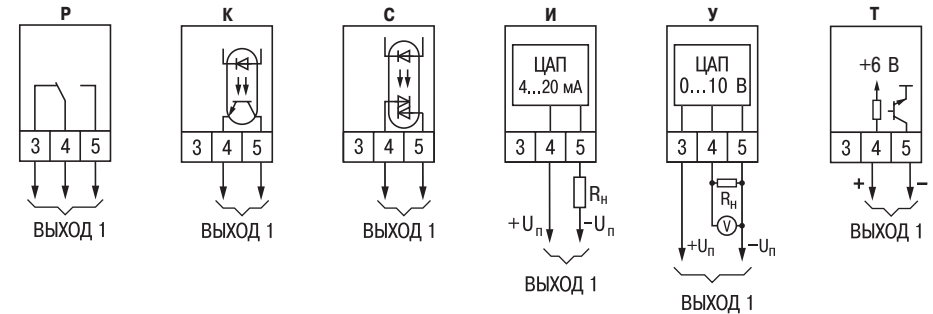 Р К С И У Т
ЦАП
4...20 мА
ЦАП
0...10 В
+6 В
3 4 5
3 4 5
3 4 5
3 4 5
3 4 5
3 4 5
ВЫХОД 1
ВЫХОД 1
ВЫХОД 1
Rн
+Uп
−Uп
ВЫХОД 1
Rн
V
+Uп
−Uп
ВЫХОД 1
+ −
ВЫХОД 1